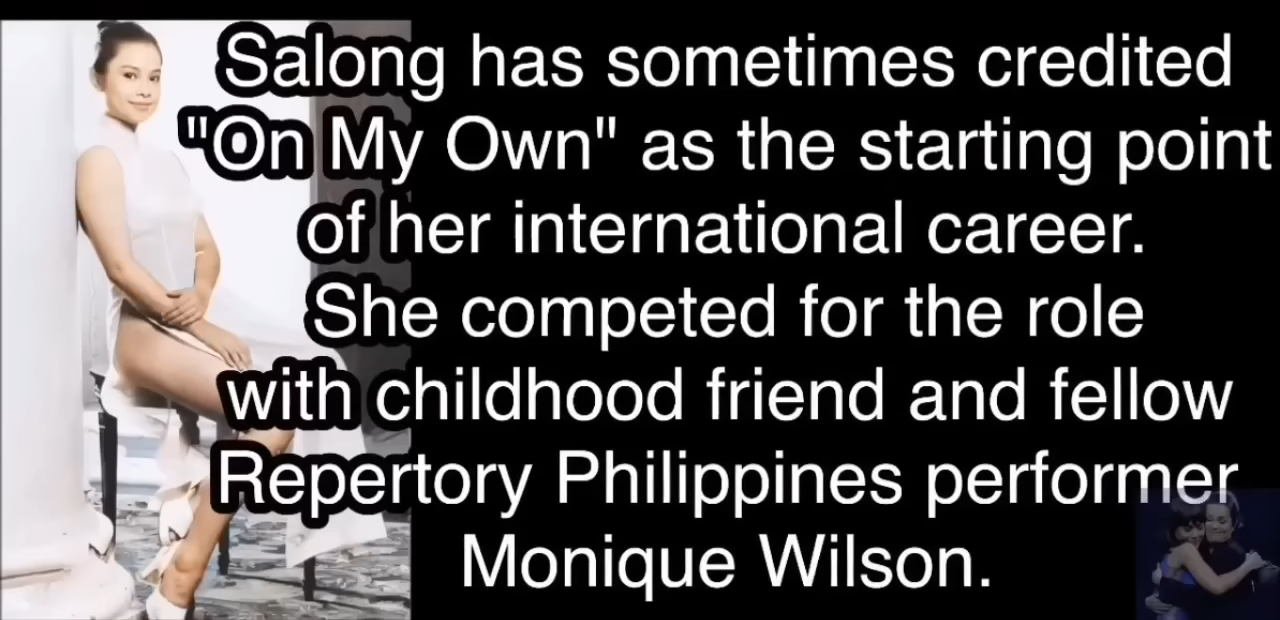 Salong has sometimes credited
"On My Own" as the starting point
of her international career.
She competed for the role
with childhood friend and fellow
Repertory Philippines performer
Monique Wilson.